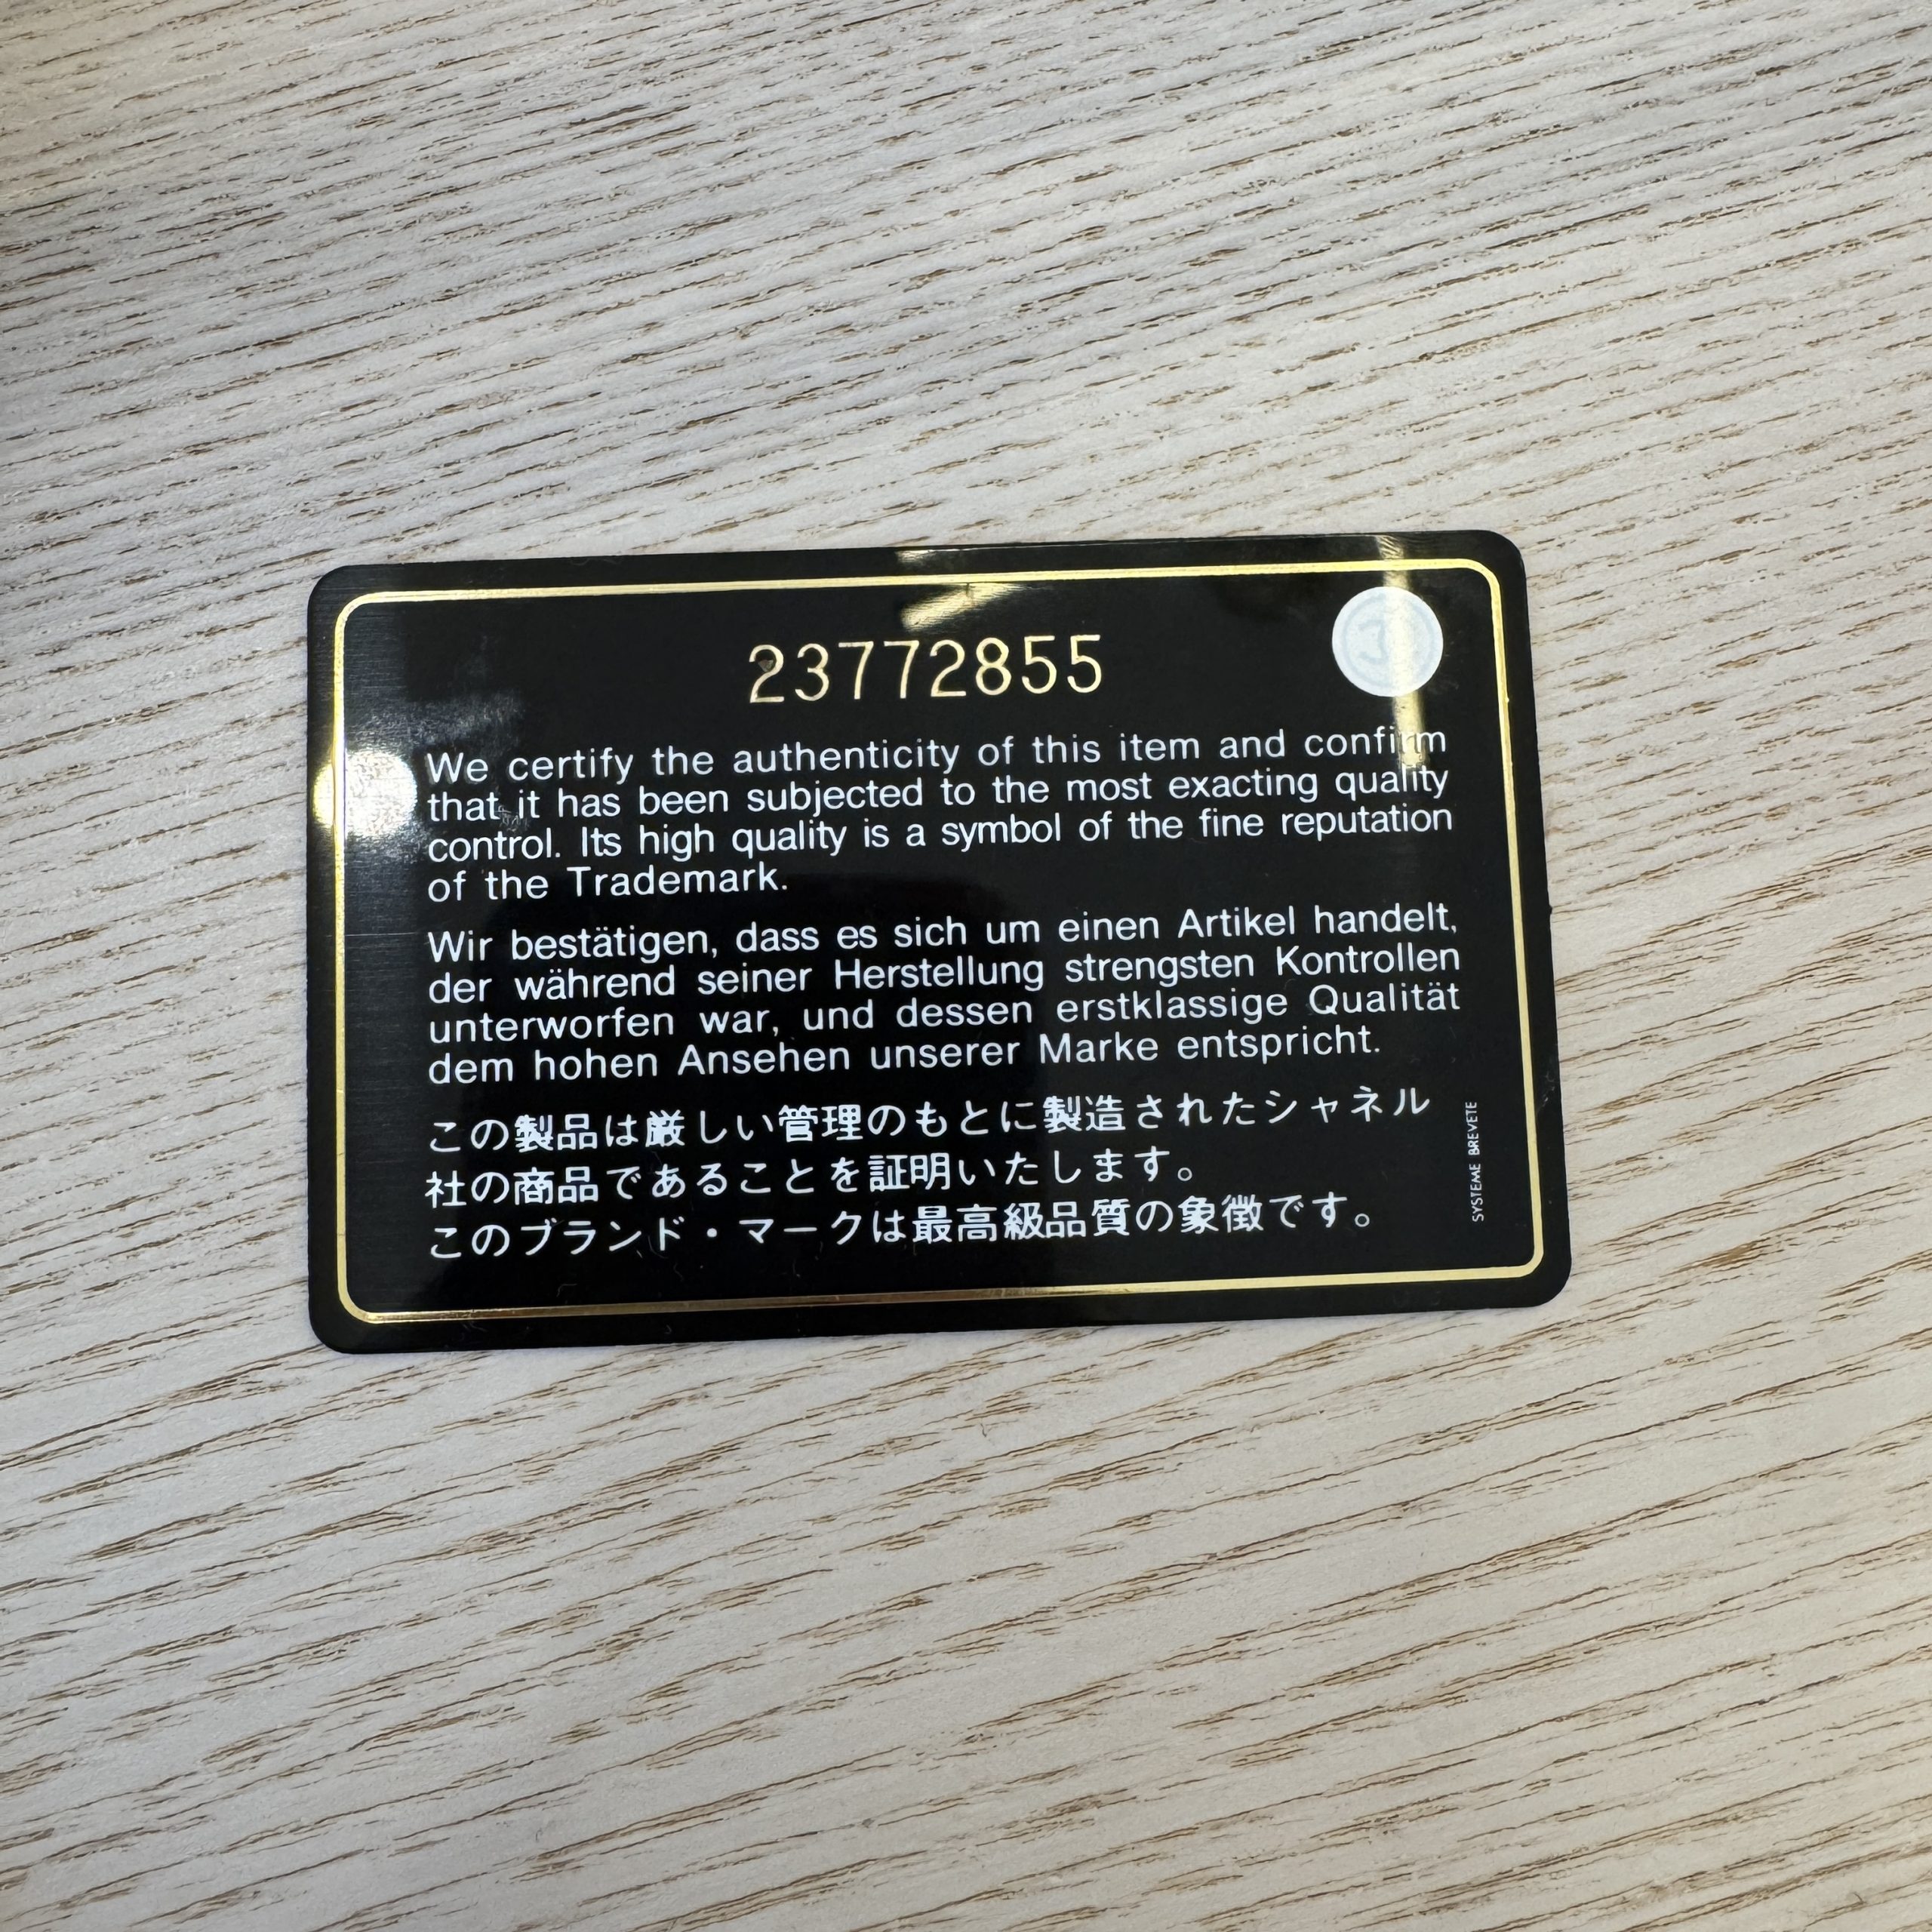 23772855
We certify the authenticity of this item and confirm
that it has been subjected to the most exacting quality
control. Its high quality is a symbol of the fine reputation
of the Trademark.
Wir bestätigen, dass es sich um einen Artikel handelt,
der während seiner Herstellung strengsten Kontrollen
unterworfen war, und dessen erstklassige Qualität
dem hohen Ansehen unserer Marke entspricht.
この製品は厳しい管理のもとに製造されたシャネル
社の商品であることを証明いたします。
このブランド・マークは最高級品質の象徴です。
SYSTEME BREVETE